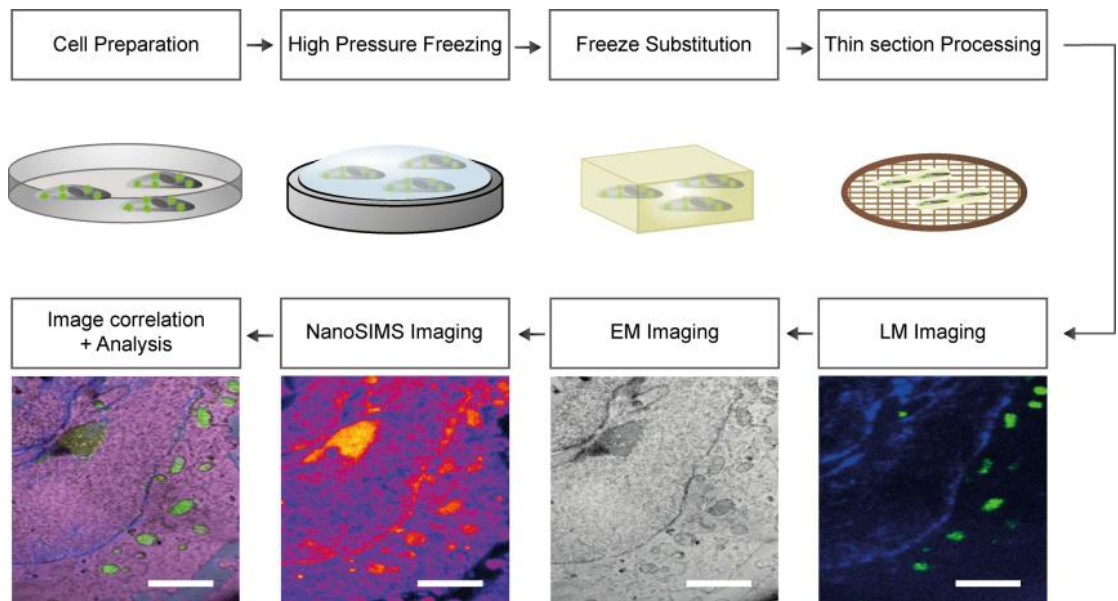 Cell Preparation
High Pressure Freezing
Freeze Substitution
Thin section Processing
Image correlation
+ Analysis
NanoSIMS Imaging
EM Imaging
LM Imaging